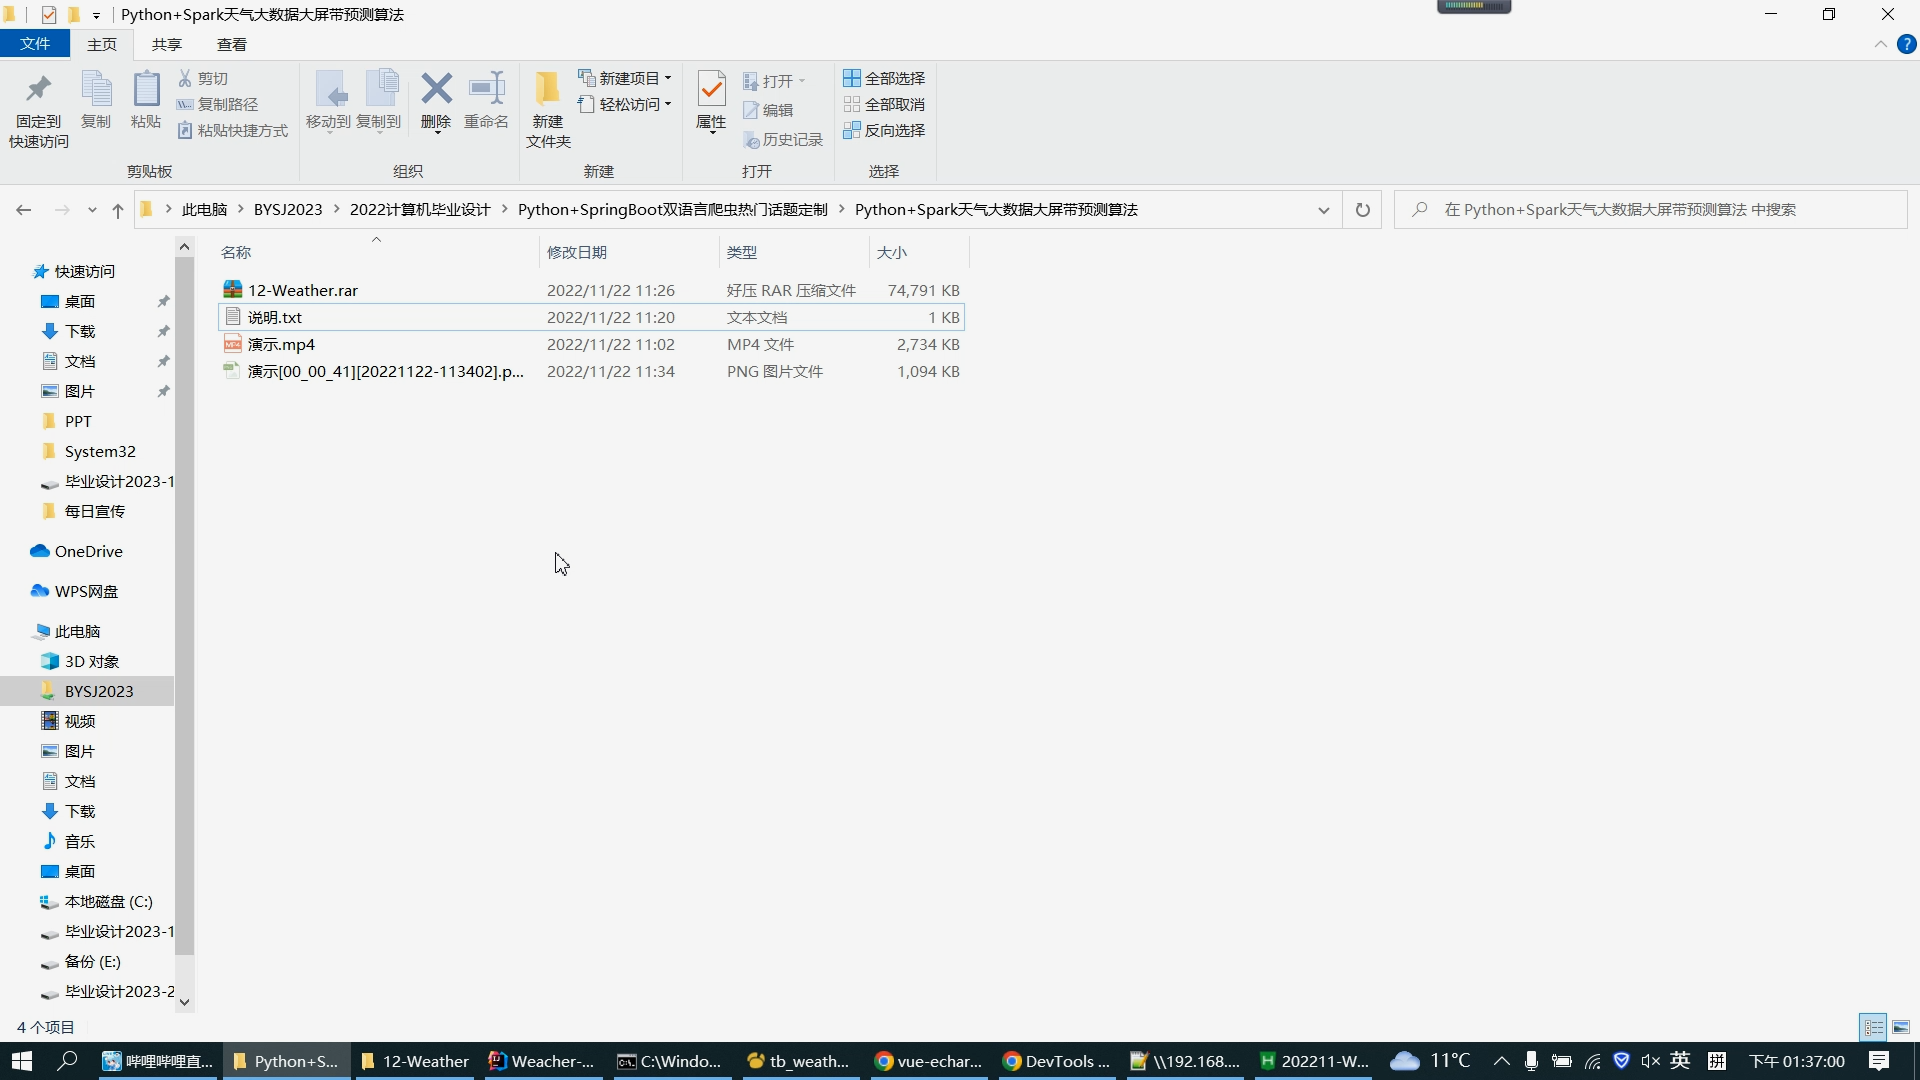 Python+Spark天气大数据大屏带预测算法
文件 主页 共享 查看
固定到
快速访问
复制
粘贴
剪切
复制路径
粘贴快捷方式
剪贴板
移动到 复制到 删除 重命名
组织
新建
文件夹
新建项目
轻松访问
新建
属性
打开
编辑
历史记录
打开
全部选择
全部取消
反向选择
选择
此电脑 BYSJ2023 2022计算机毕业设计 Python+SpringBoot双语言爬虫热门话题定制 Python+Spark天气大数据大屏带预测算法
在 Python+Spark天气大数据大屏带预测算法 中搜索
名称 修改日期 类型 大小
12-Weather.rar 2022/11/22 11:26 好压 RAR 压缩文件 74,791 KB
说明.txt 2022/11/22 11:20 文本文档 1 KB
演示.mp4 2022/11/22 11:02 MP4 文件 2,734 KB
演示[00_00_41][20221122-113402].p... 2022/11/22 11:34 PNG 图片文件 1,094 KB
快速访问
桌面
下载
文档
图片
PPT
System32
毕业设计2023-1
每日宣传
OneDrive
WPS网盘
此电脑
3D 对象
BYSJ2023
视频
图片
文档
下载
音乐
桌面
本地磁盘 (C:)
毕业设计2023-1
备份 (E:)
毕业设计2023-2
4 个项目
哔哩哔哩直... Python+S... 12-Weather Weacher-... C:\Windo... tb_weath... vue-echar... DevTools ... \\192.168.... 202211-W... 11°C 英 拼 下午 01:37:00